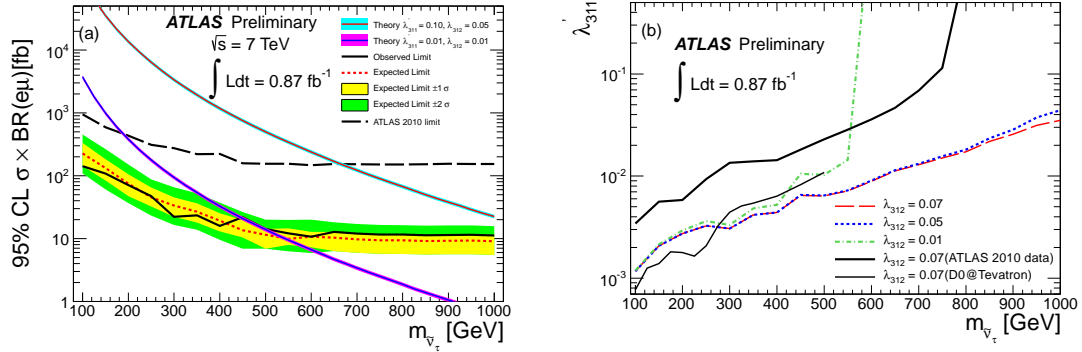 (a)
ATLAS Preliminary
√s = 7 TeV
∫ Ldt = 0.87 fb⁻¹
Theory λ'₃₁₁ = 0.10, λ₃₁₂ = 0.05
Theory λ'₃₁₁ = 0.01, λ₃₁₂ = 0.01
Observed Limit
Expected Limit
Expected Limit ±1 σ
Expected Limit ±2 σ
ATLAS 2010 limit
95% CL σ × BR(eμ)[fb]
10⁴
10³
10²
10
1
100 200 300 400 500 600 700 800 900 1000
m_ν̃_τ [GeV]
(b)
ATLAS Preliminary
∫ Ldt = 0.87 fb⁻¹
λ'₃₁₁
10⁻¹
10⁻²
10⁻³
λ₃₁₂ = 0.07
λ₃₁₂ = 0.05
λ₃₁₂ = 0.01
λ₃₁₂ = 0.07(ATLAS 2010 data)
λ₃₁₂ = 0.07(D0@Tevatron)
100 200 300 400 500 600 700 800 900 1000
m_ν̃_τ [GeV]